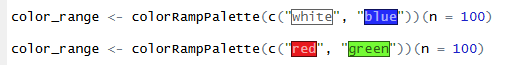 color_range <- colorRampPalette(c("white", "blue"))(n = 100)
color_range <- colorRampPalette(c("red", "green"))(n = 100)